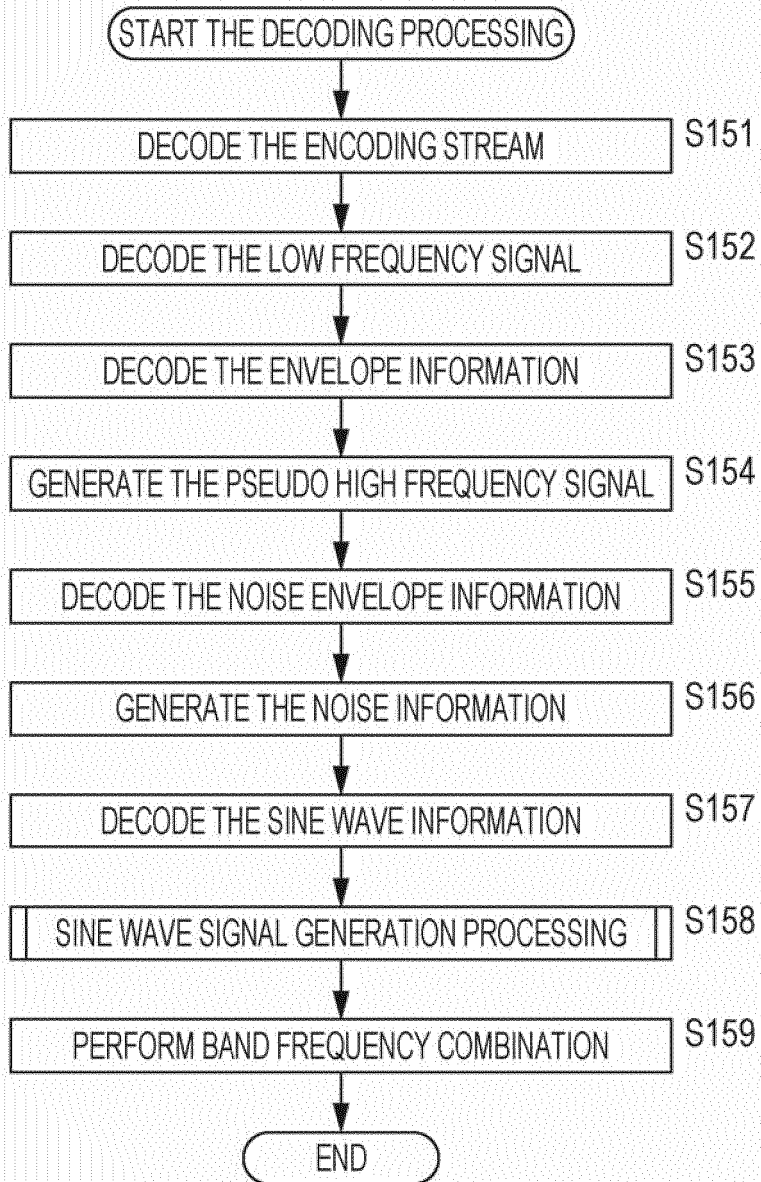 START THE DECODING PROCESSING
DECODE THE ENCODING STREAM S151
DECODE THE LOW FREQUENCY SIGNAL S152
DECODE THE ENVELOPE INFORMATION S153
GENERATE THE PSEUDO HIGH FREQUENCY SIGNAL S154
DECODE THE NOISE ENVELOPE INFORMATION S155
GENERATE THE NOISE INFORMATION S156
DECODE THE SINE WAVE INFORMATION S157
SINE WAVE SIGNAL GENERATION PROCESSING S158
PERFORM BAND FREQUENCY COMBINATION S159
END